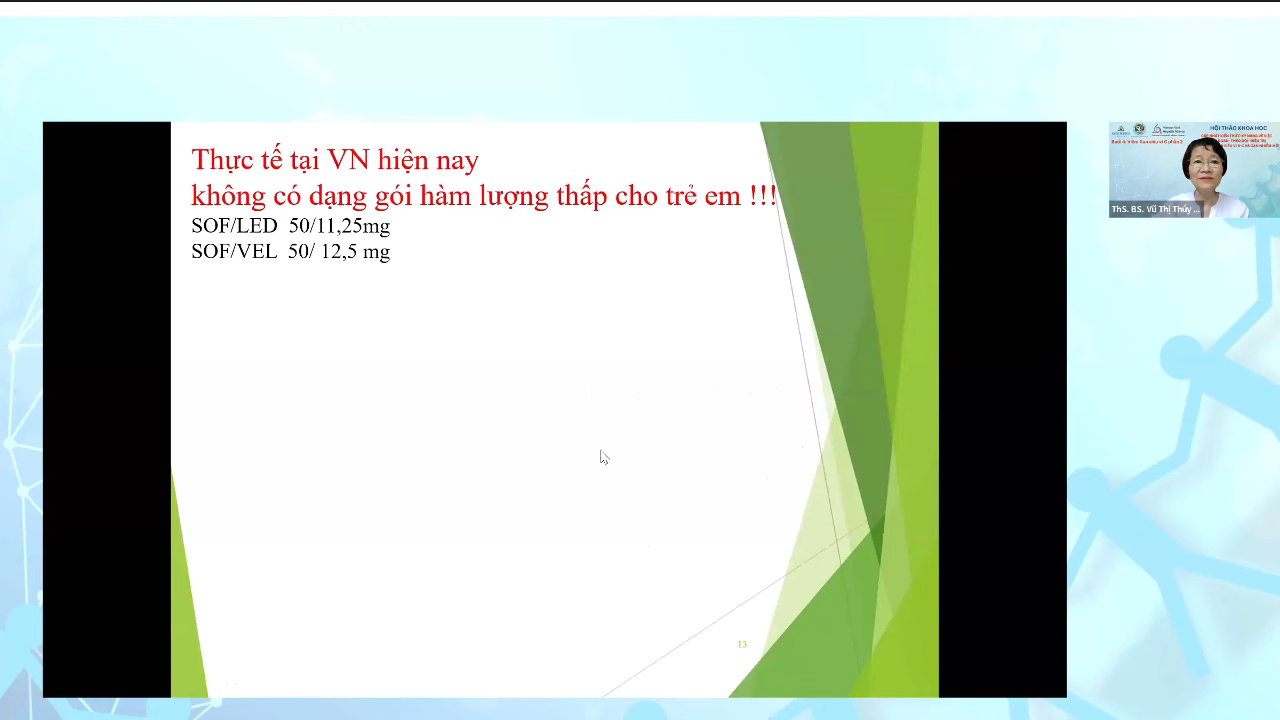 Thực tế tại VN hiện nay
không có dạng gói hàm lượng thấp cho trẻ em !!!
SOF/LED 50/11,25mg
SOF/VEL 50/ 12,5 mg
13
HỘI THẢO KHOA HỌC
ThS. BS. Vũ Thị Thúy ...